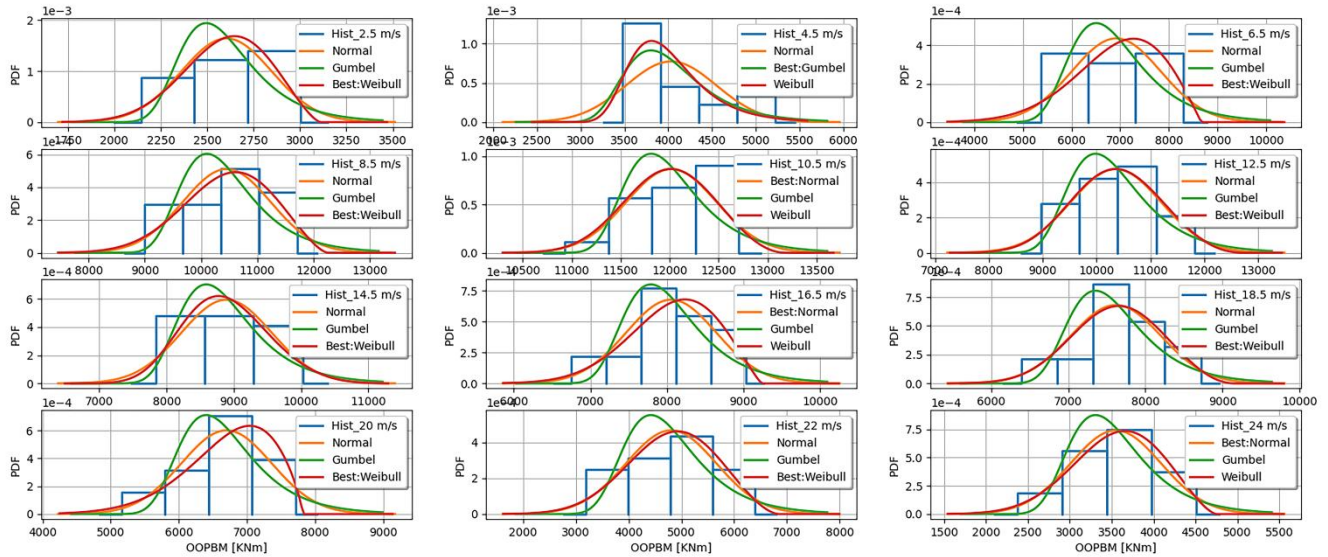 1e−3
2
1
0
PDF
Hist_2.5 m/s
Normal
Gumbel
Best:Weibull
2000 2250 2500 2750 3000 3250 3500
1e−3
1.0
0.5
0.0
PDF
Hist_4.5 m/s
Normal
Best:Gumbel
Weibull
2500 3000 3500 4000 4500 5000 5500 6000
1e−4
6
4
2
0
PDF
Hist_6.5 m/s
Normal
Gumbel
Best:Weibull
4000 5000 6000 7000 8000 9000 10000
6
4
2
0
PDF
Hist_8.5 m/s
Normal
Gumbel
Best:Weibull
8000 9000 10000 11000 12000 13000
1e−3
1.0
0.5
0.0
PDF
Hist_10.5 m/s
Best:Normal
Gumbel
Weibull
11000 11500 12000 12500 13000 13500
1e−4
6
4
2
0
PDF
Hist_12.5 m/s
Normal
Gumbel
Best:Weibull
8000 9000 10000 11000 12000 13000
1e−4
6
4
2
0
PDF
Hist_14.5 m/s
Normal
Gumbel
Best:Weibull
7000 8000 9000 10000 11000
7.5
5.0
2.5
0.0
PDF
Hist_16.5 m/s
Best:Normal
Gumbel
Weibull
7000 8000 9000 10000
1e−4
7.5
5.0
2.5
0.0
PDF
Hist_18.5 m/s
Normal
Gumbel
Best:Weibull
6000 7000 8000 9000 10000
1e−4
6
4
2
0
PDF
Hist_20 m/s
Normal
Gumbel
Best:Weibull
4000 5000 6000 7000 8000 9000
OOPBM [KNm]
4
2
0
PDF
Hist_22 m/s
Normal
Gumbel
Best:Weibull
2000 3000 4000 5000 6000 7000 8000
OOPBM [KNm]
1e−4
7.5
5.0
2.5
0.0
PDF
Hist_24 m/s
Best:Normal
Gumbel
Weibull
1500 2000 2500 3000 3500 4000 4500 5000 5500
OOPBM [KNm]